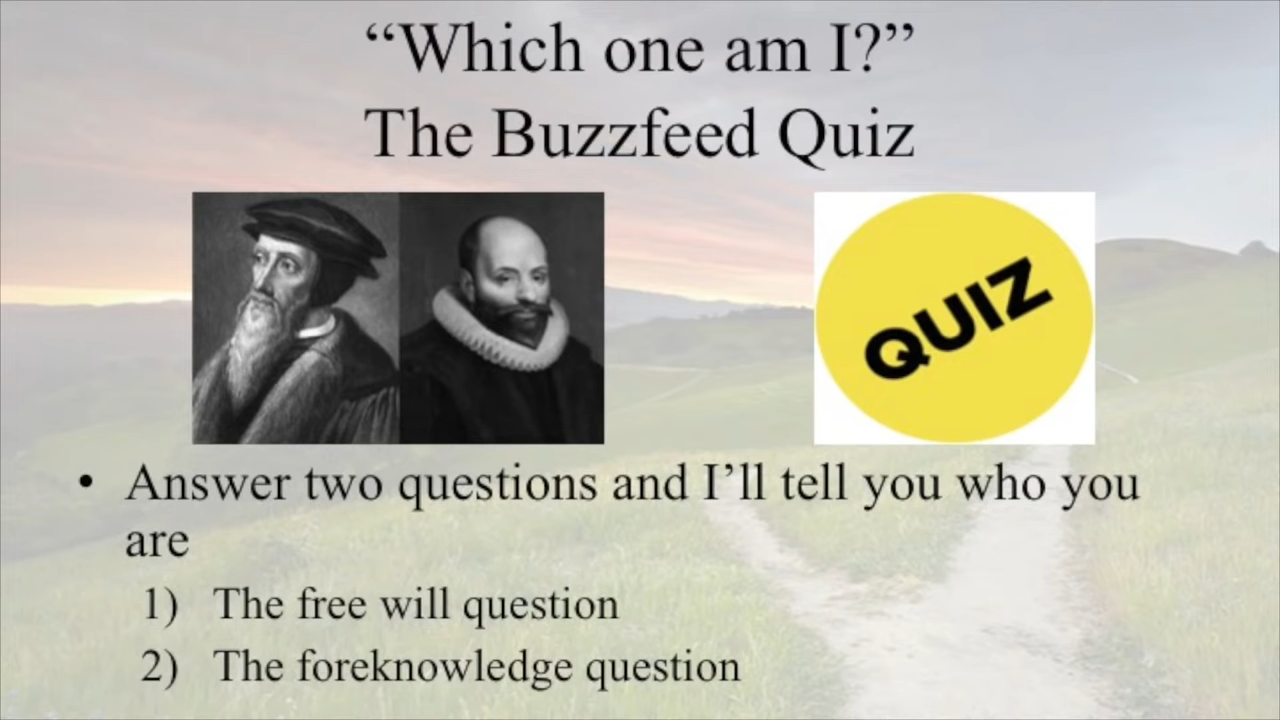 “Which one am I?”
The Buzzfeed Quiz
QUIZ
• Answer two questions and I’ll tell you who you
are
1) The free will question
2) The foreknowledge question